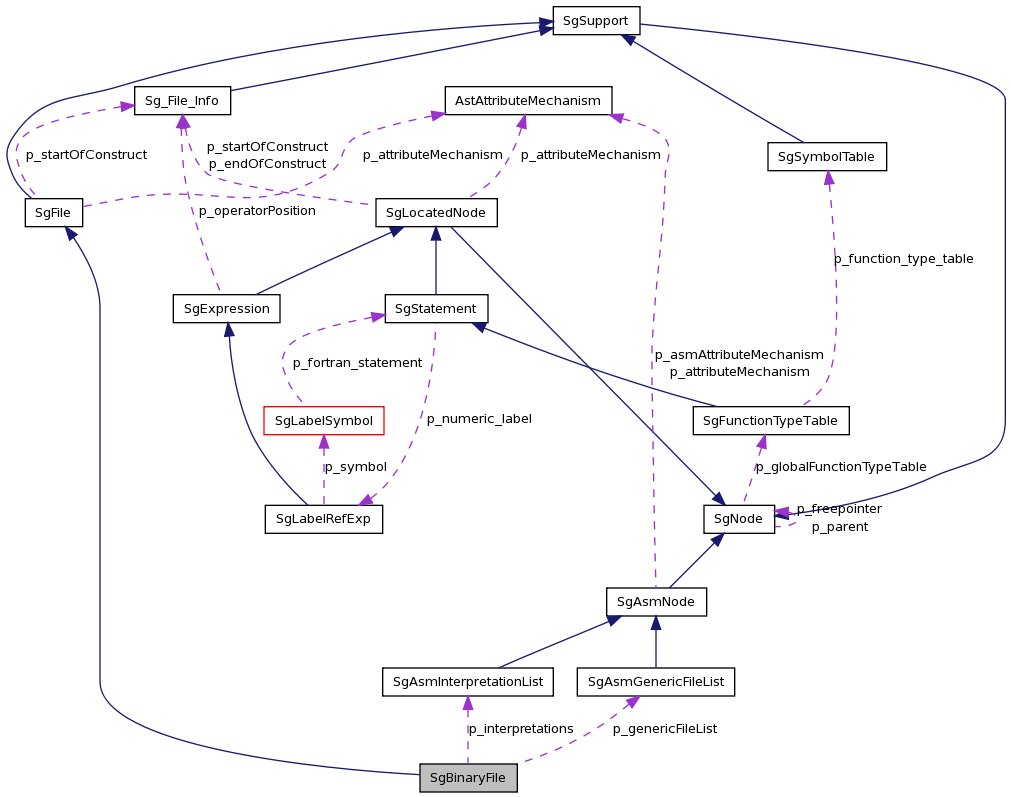 SgSupport
Sg_File_Info
AstAttributeMechanism
p_startOfConstruct
p_startOfConstruct
p_endOfConstruct
p_attributeMechanism
p_attributeMechanism
SgSymbolTable
SgFile
p_operatorPosition
SgLocatedNode
p_function_type_table
SgExpression
SgStatement
p_asmAttributeMechanism
p_attributeMechanism
p_fortran_statement
SgLabelSymbol
p_numeric_label
SgFunctionTypeTable
p_symbol
p_globalFunctionTypeTable
SgLabelRefExp
SgNode
p_freepointer
p_parent
SgAsmNode
SgAsmInterpretationList
SgAsmGenericFileList
p_interpretations
p_genericFileList
SgBinaryFile